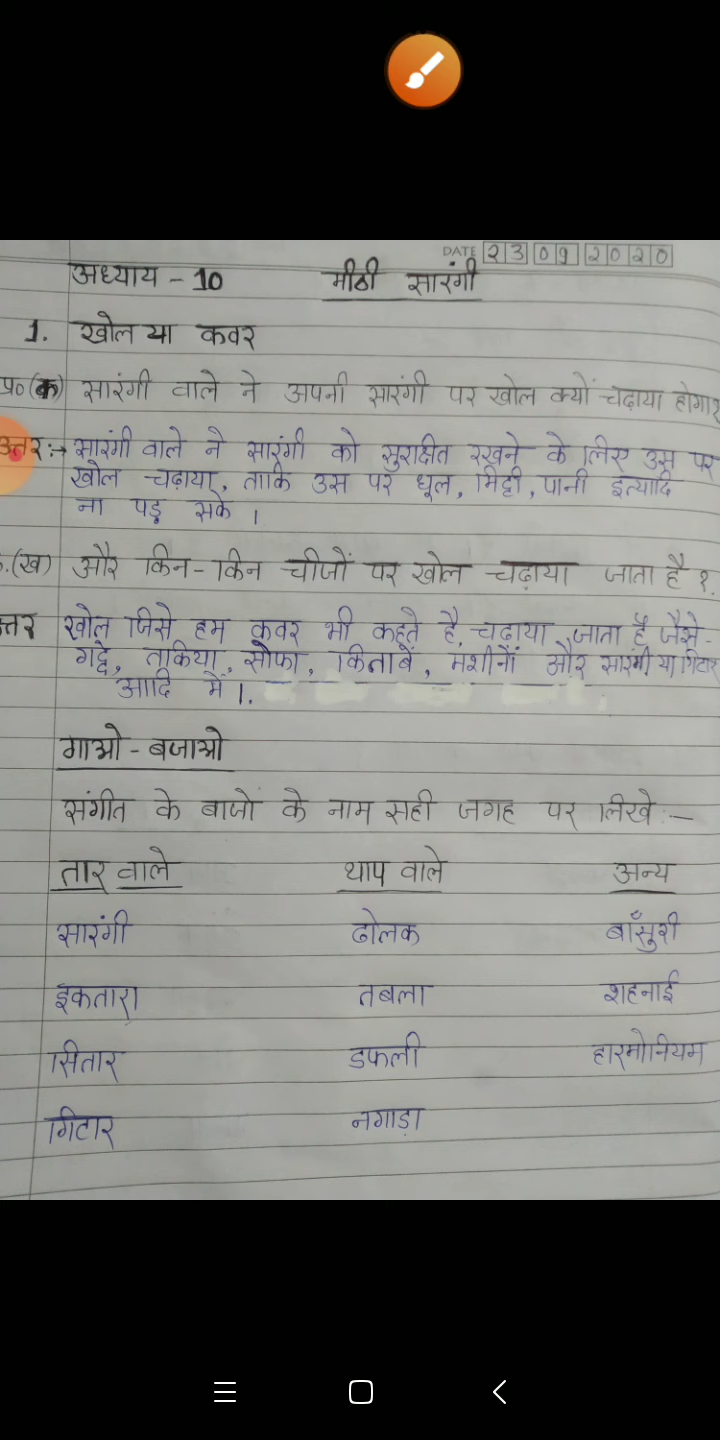 DATE 23 09 2020
अध्याय - 10 मीठी सारंगी
1. खोल या कवर
प्र० (क) सारंगी वाले ने अपनी सारंगी पर खोल क्यों चढ़ाया होगा?
उत्तर :→ सारंगी वाले ने सारंगी को सुरक्षित रखने के लिए उस पर
खोल चढ़ाया, ताकि उस पर धूल, मिट्टी, पानी इत्यादि
ना पड़ सके।
(ख) और किन-किन चीजों पर खोल चढ़ाया जाता है ?.
त्तर खोल जिसे हम कवर भी कहते है, चढ़ाया जाता है जैसे-
गद्दे, तकिया, सोफा, किताबें, मशीनों और सारंगी या गिटार
आदि में।.
गाओ - बजाओ
संगीत के बाजों के नाम सही जगह पर लिखे :-
तार वाले थाप वाले अन्य
सारंगी ढोलक बाँसुरी
इकतारा तबला शहनाई
सितार डफली हारमोनियम
गिटार नगाड़ा